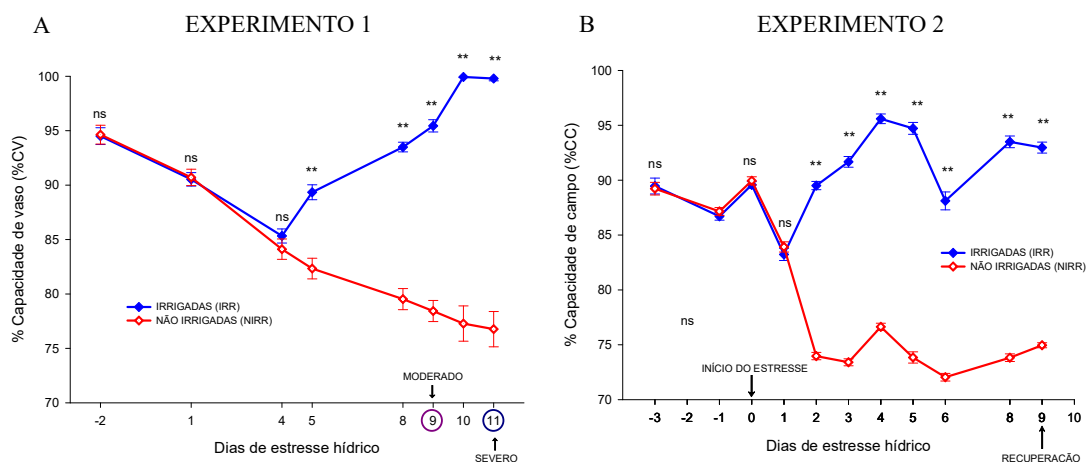 A
EXPERIMENTO 1
% Capacidade de vaso (%CV)
100
95
90
85
80
75
70
ns
ns
ns
**
**
**
**
**
IRRIGADAS (IRR)
NÃO IRRIGADAS (NIRR)
MODERADO
-2 1 4 5 8 9 10 11
Dias de estresse hídrico
SEVERO
B
EXPERIMENTO 2
% Capacidade de campo (%CC)
100
95
90
85
80
75
70
ns
ns
ns
ns
**
**
**
**
**
**
**
IRRIGADAS (IRR)
NÃO IRRIGADAS (NIRR)
INÍCIO DO ESTRESSE
-3 -2 -1 0 1 2 3 4 5 6 8 9 10
Dias de estresse hídrico
RECUPERAÇÃO